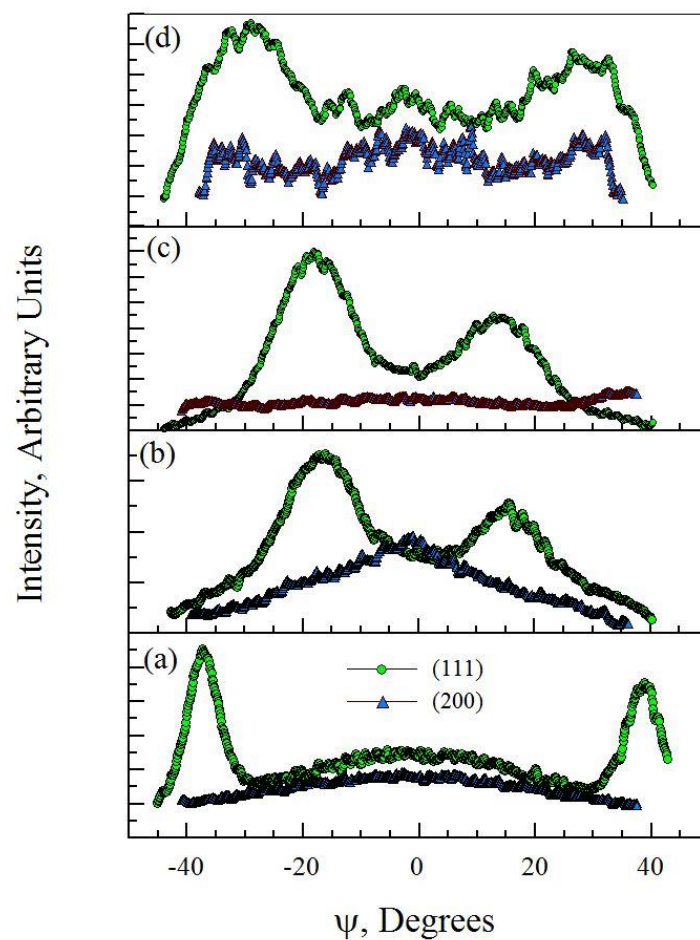 (d)
(c)
(b)
(a)
(111)
(200)
Intensity, Arbitrary Units
-40 -20 0 20 40
ψ, Degrees